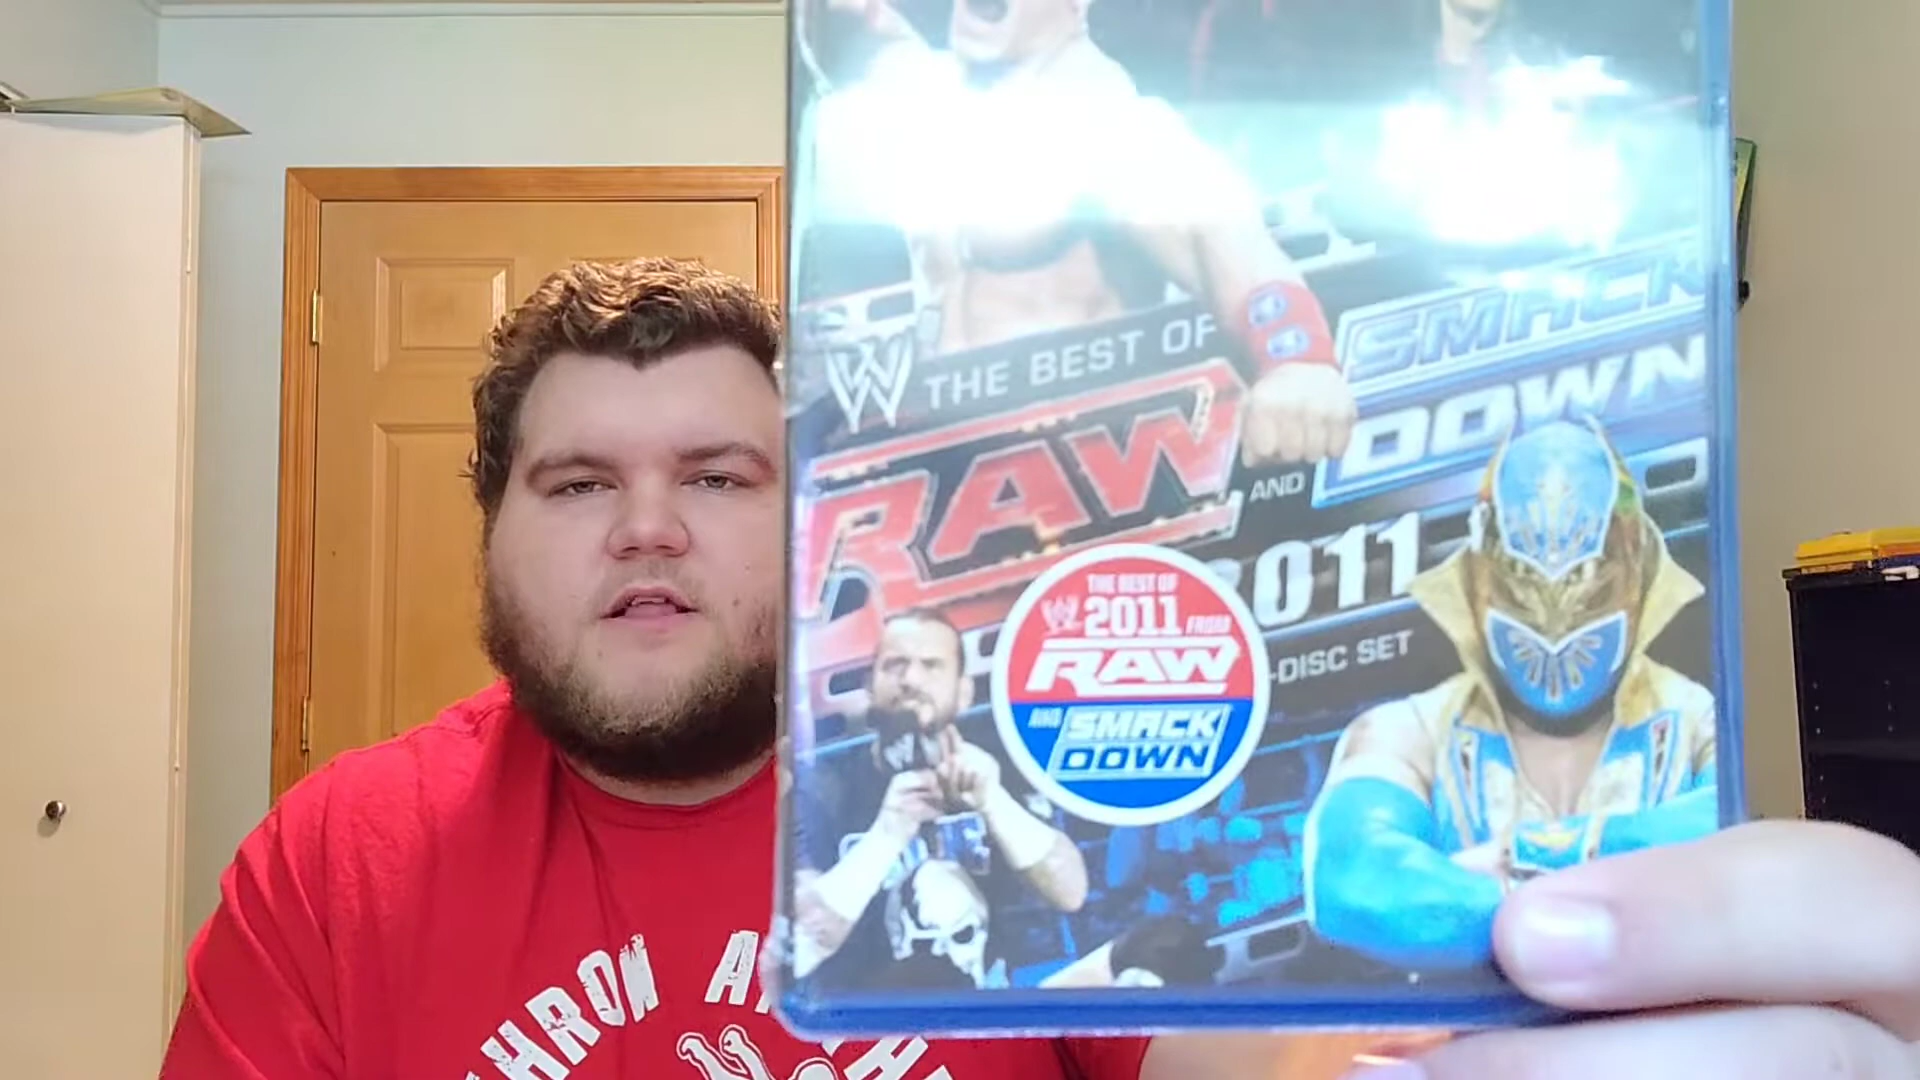 W THE BEST OF
RAW
AND
SMACK
DOWN
2011
-DISC SET
THE BEST OF
W 2011 FROM
RAW
AND SMACK
DOWN
W